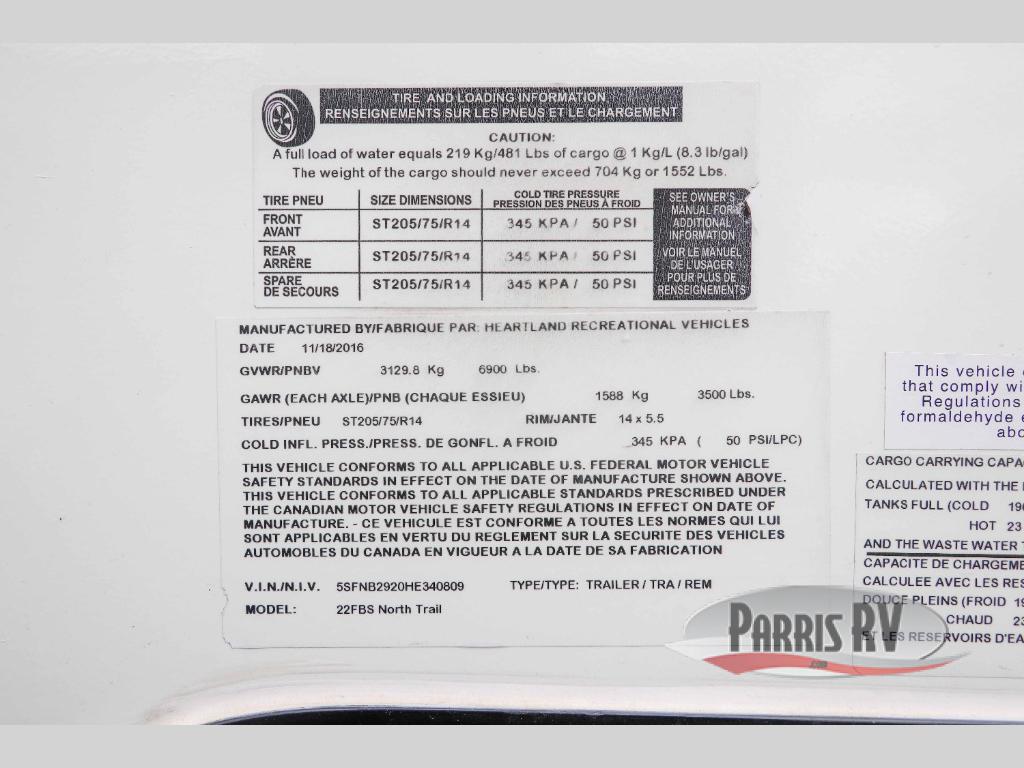 TIRE AND LOADING INFORMATION
RENSEIGNEMENTS SUR LES PNEUS ET LE CHARGEMENT
CAUTION:
A full load of water equals 219 Kg/481 Lbs of cargo @ 1 Kg/L (8.3 lb/gal)
The weight of the cargo should never exceed 704 Kg or 1552 Lbs.
TIRE PNEU SIZE DIMENSIONS COLD TIRE PRESSURE
PRESSION DES PNEUS À FROID
FRONT
AVANT ST205/75/R14 345 KPA / 50 PSI
REAR
ARRÈRE ST205/75/R14 345 KPA / 50 PSI
SPARE
DE SECOURS ST205/75/R14 345 KPA / 50 PSI
SEE OWNER'S
MANUAL FOR
ADDITIONAL
INFORMATION
VOIR LE MANUEL
DE L'USAGER
POUR PLUS DE
RENSEIGNEMENTS
MANUFACTURED BY/FABRIQUE PAR: HEARTLAND RECREATIONAL VEHICLES
DATE 11/18/2016
GVWR/PNBV 3129.8 Kg 6900 Lbs.
GAWR (EACH AXLE)/PNB (CHAQUE ESSIEU) 1588 Kg 3500 Lbs.
TIRES/PNEU ST205/75/R14 RIM/JANTE 14 x 5.5
COLD INFL. PRESS./PRESS. DE GONFL. A FROID 345 KPA ( 50 PSI/LPC)
THIS VEHICLE CONFORMS TO ALL APPLICABLE U.S. FEDERAL MOTOR VEHICLE
SAFETY STANDARDS IN EFFECT ON THE DATE OF MANUFACTURE SHOWN ABOVE.
THIS VEHICLE CONFORMS TO ALL APPLICABLE STANDARDS PRESCRIBED UNDER
THE CANADIAN MOTOR VEHICLE SAFETY REGULATIONS IN EFFECT ON DATE OF
MANUFACTURE. - CE VEHICULE EST CONFORME A TOUTES LES NORMES QUI LUI
SONT APPLICABLES EN VERTU DU REGLEMENT SUR LA SECURITE DES VEHICLES
AUTOMOBILES DU CANADA EN VIGUEUR A LA DATE DE SA FABRICATION
V.I.N./N.I.V. 5SFNB2920HE340809 TYPE/TYPE: TRAILER / TRA / REM
MODEL: 22FBS North Trail
This vehicle
that comply wi
Regulations
formaldehyde e
abo
CARGO CARRYING CAPA
CALCULATED WITH THE
TANKS FULL (COLD 19
HOT 23
AND THE WASTE WATER T
CAPACITE DE CHARGEME
CALCULEE AVEC LES RES
DOUCE PLEINS (FROID 19
CHAUD 23
ET LES RESERVOIRS D'EA
PARRIS RV
.com